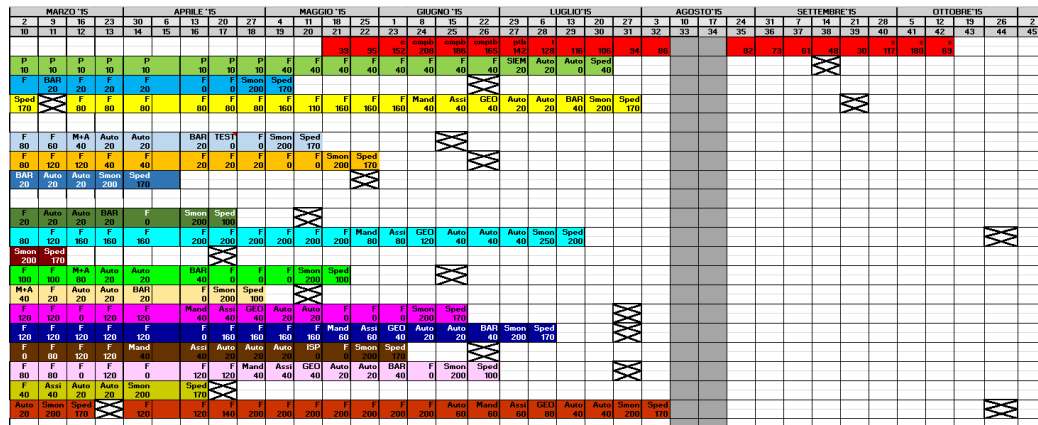 MARZO '15 APRILE '15 MAGGIO '15 GIUGNO '15 LUGLIO'15 AGOSTO'15 SETTEMBRE'15 OTTOBRE'15
2 9 16 23 30 6 13 20 27 4 11 18 25 1 8 15 22 29 6 13 20 27 3 10 17 24 31 7 14 21 28 5 12 19 26 2
10 11 12 13 14 15 16 17 18 19 20 21 22 23 24 25 26 27 28 29 30 31 32 33 34 35 36 37 38 39 40 41 42 43 44 45
c cmpb cmpb cmptb ptb t s s
39 95 152 208 186 165 142 128 116 106 94 86 82 73 61 48 30 117 180 69
P P P P P P P P F F F F F F F F SIEM Auto Auto Sped
10 10 10 10 10 10 10 10 40 40 40 40 40 40 40 40 20 20 20 40
F BAR F F F F F Smon Sped
20 20 20 20 0 0 200 170
Sped F F F F F F F F F F F Mand Assi GEO Auto Auto BAR Smon Sped
170 80 80 80 80 80 80 160 110 160 160 160 40 40 40 20 20 40 200 170
F F M+A Auto Auto BAR TEST F Smon Sped
80 60 40 20 20 20 0 0 200 170
F F F F F F F F F F Smon Sped
80 120 120 40 40 20 20 20 0 0 200 170
BAR Auto Auto Smon Sped
20 20 20 200 170
F Auto Auto BAR F Smon Sped
20 20 20 20 0 200 100
F F F F F F F F F F Mand Assi GEO Auto Auto Auto Smon Sped
80 120 160 160 160 200 200 200 200 200 200 80 80 120 40 40 40 250 200
Smon Sped
200 170
F F M+A Auto Auto BAR F F F Smon Sped
100 100 80 20 20 40 0 0 0 200 100
M+A F Auto Auto BAR F Smon Sped
40 20 20 20 20 0 200 100
F F F F F Mand Assi GEO Auto Auto F F F Smon Sped
120 120 0 120 120 46 40 40 20 20 0 0 0 200 170
F F F F F F F F F F Mand Assi GEO Auto Auto BAR Smon Sped
120 120 120 120 120 0 160 160 160 160 60 60 40 20 20 40 200 170
F F F F Mand Assi Auto Auto Auto ISP F Smon Sped
0 80 120 120 40 40 20 20 20 0 0 200 170
F F F F F F F Mand Assi GEO Auto Auto BAR F Smon Sped
80 80 0 120 0 120 120 40 40 40 20 20 40 0 200 100
F Assi Auto Auto Smon Sped
40 40 20 20 200 170
Auto Smon Sped F F F F F F F F F F Auto Mand Assi GEO Auto Auto Smon Sped
20 200 170 120 120 140 200 200 200 200 200 200 200 60 60 60 80 40 40 200 170